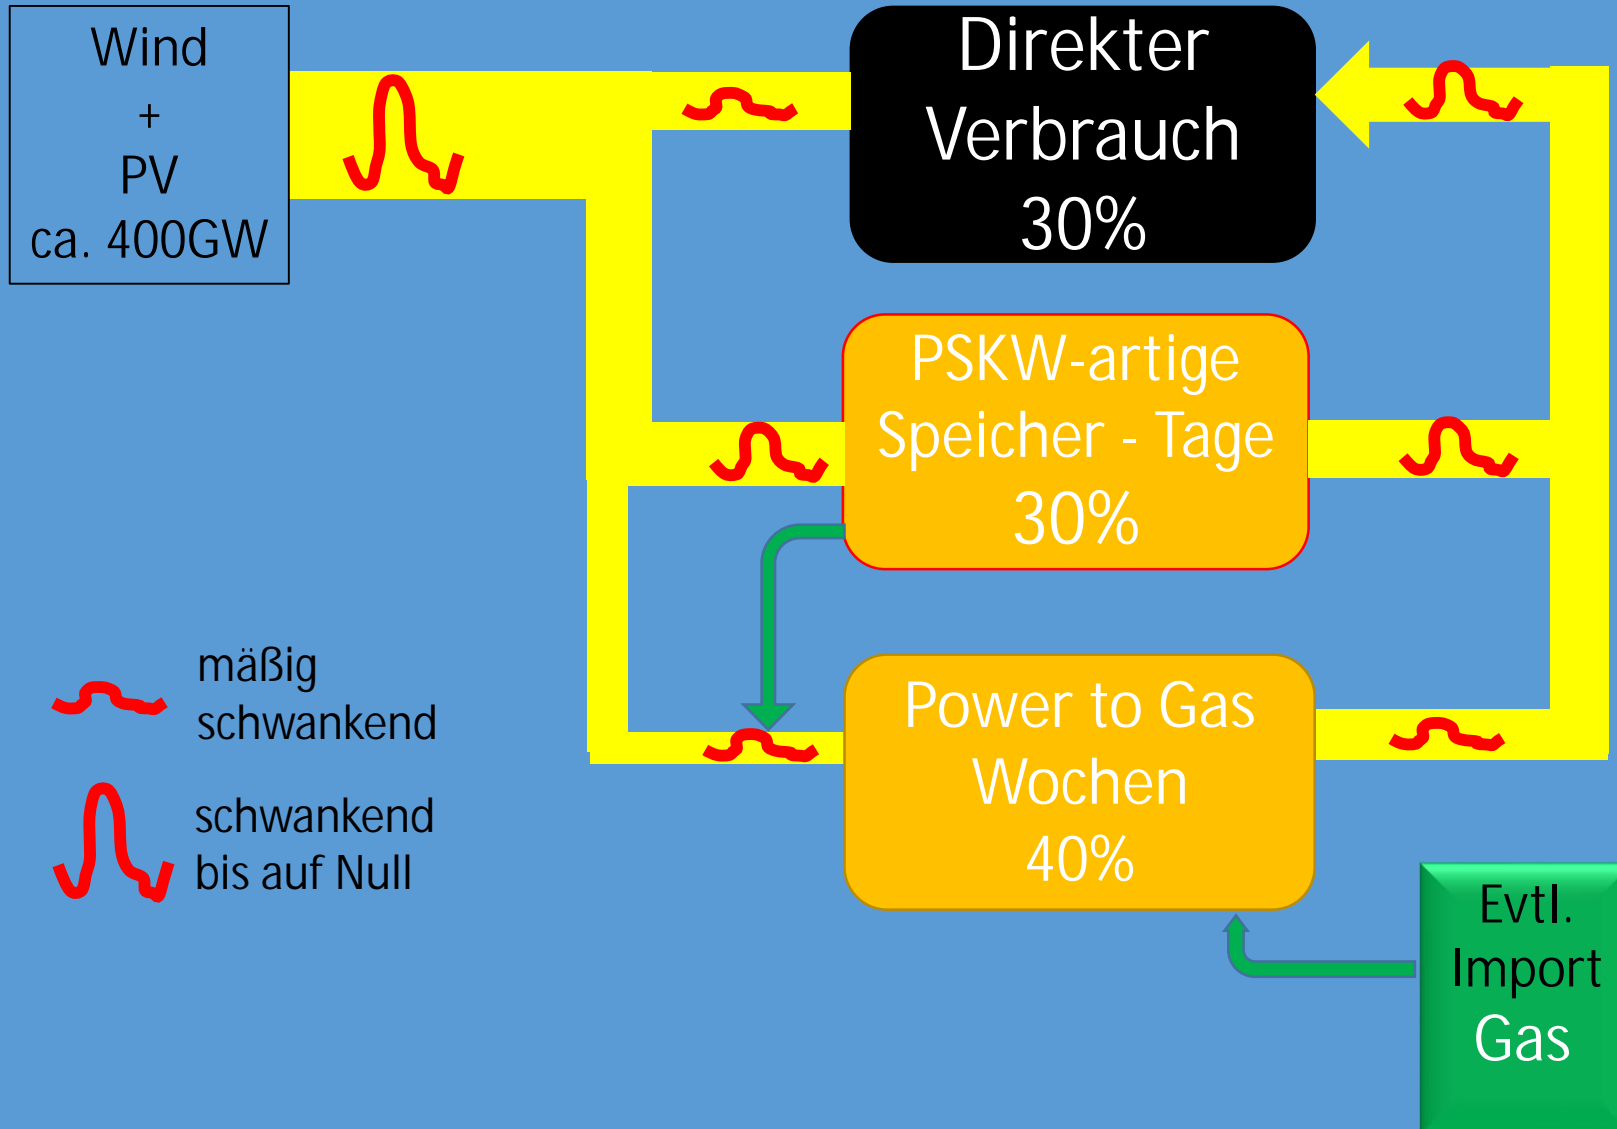 Wind
+
PV
ca. 400GW
Direkter
Verbrauch
30%
PSKW-artige
Speicher - Tage
30%
mäßig
schwankend
Power to Gas
Wochen
40%
schwankend
bis auf Null
Evtl.
Import
Gas